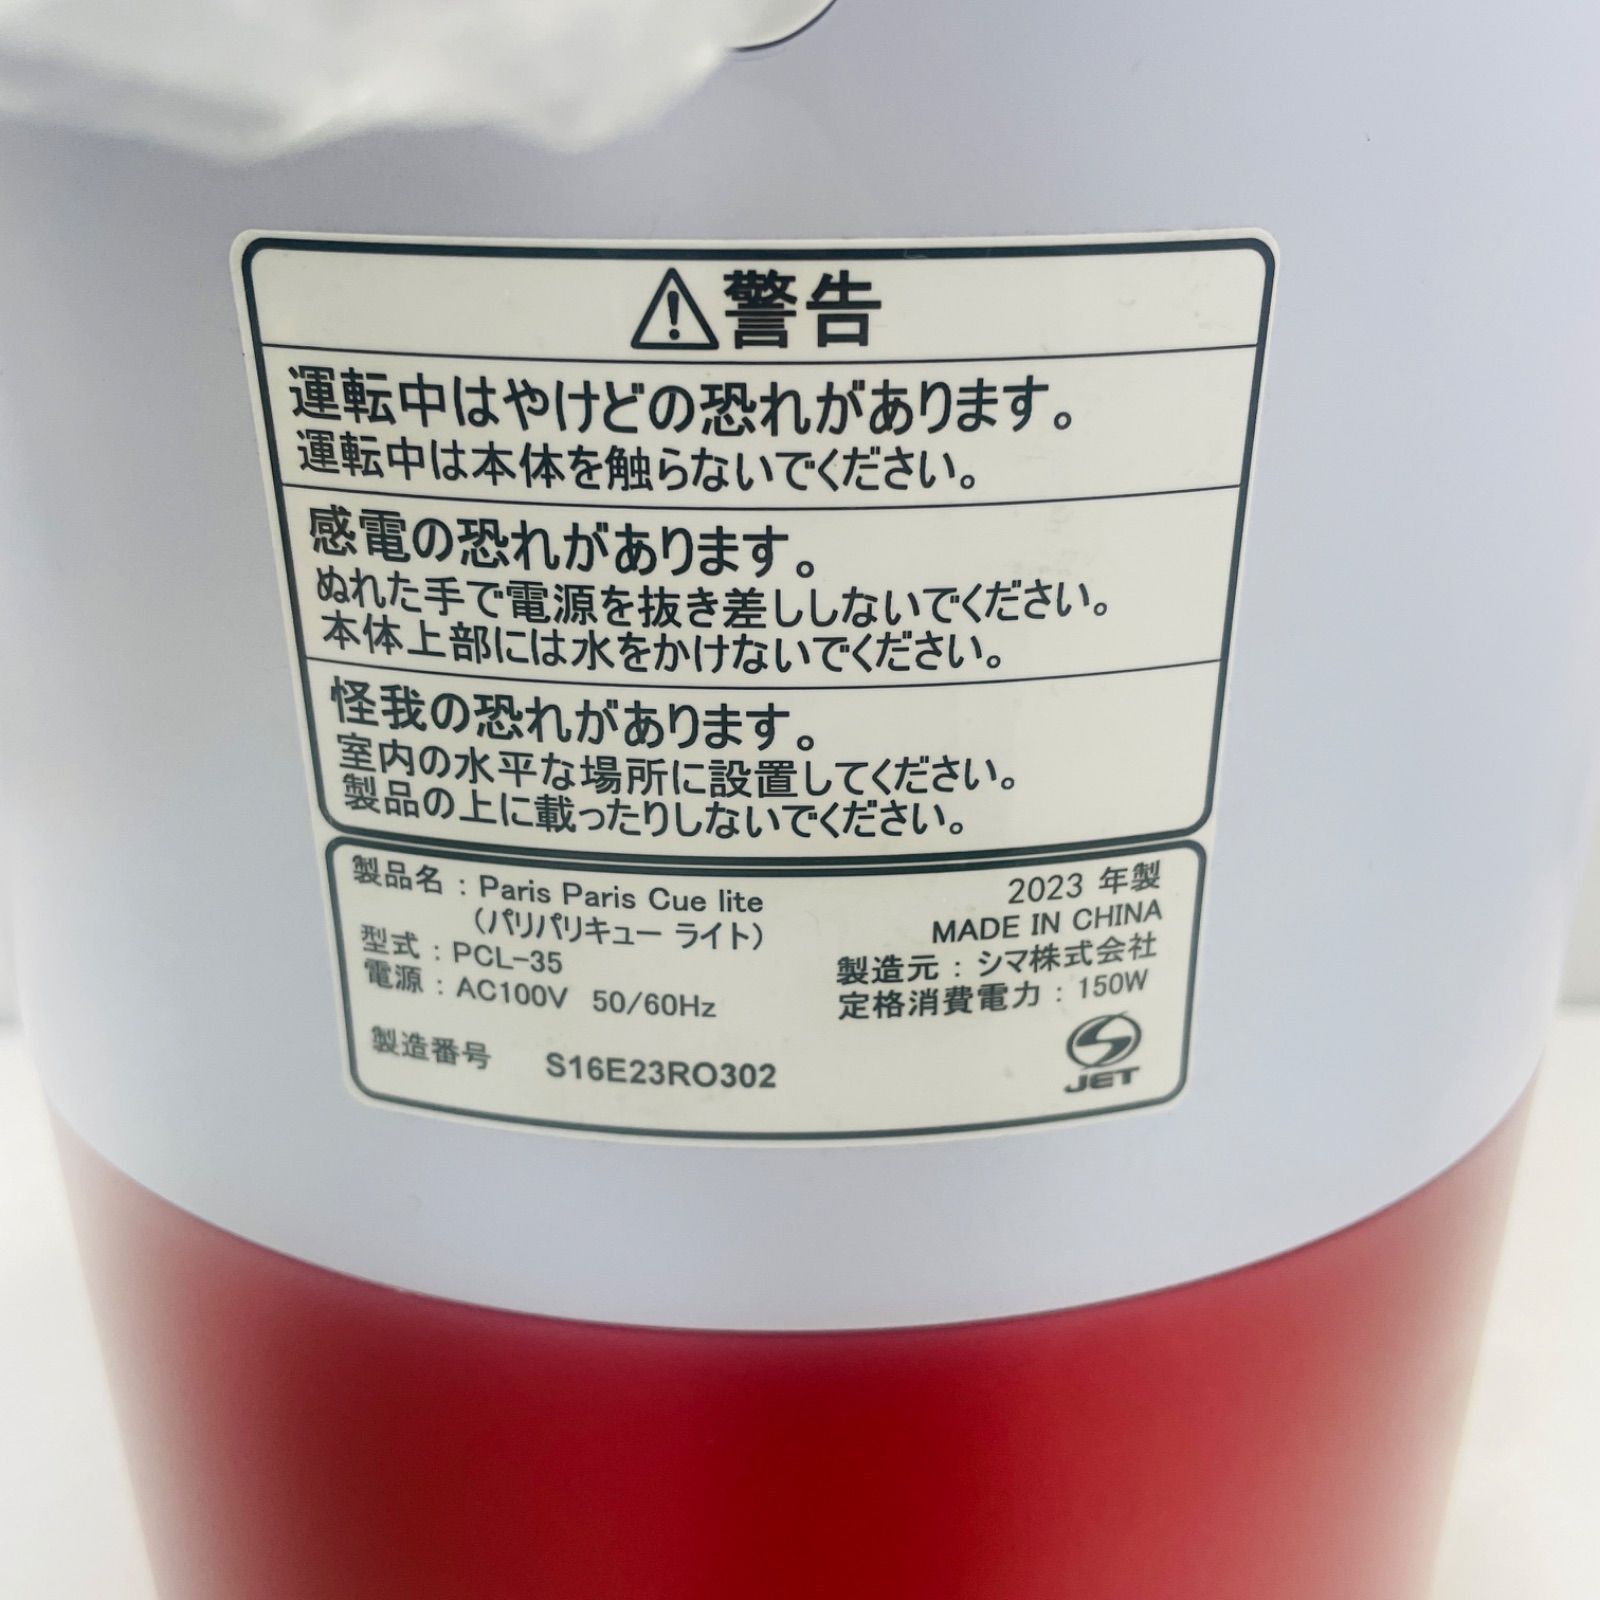 警告
運転中はやけどの恐れがあります。
運転中は本体を触らないでください。
感電の恐れがあります。
ぬれた手で電源を抜き差ししないでください。
本体上部には水をかけないでください。
怪我の恐れがあります。
室内の水平な場所に設置してください。
製品の上に載ったりしないでください。
製品名：Paris Paris Cue lite
（パリパリキュー ライト）
型式：PCL-35
電源：AC100V 50/60Hz
製造番号 S16E23RO302
2023 年製
MADE IN CHINA
製造元：シマ株式会社
定格消費電力：150W
JET